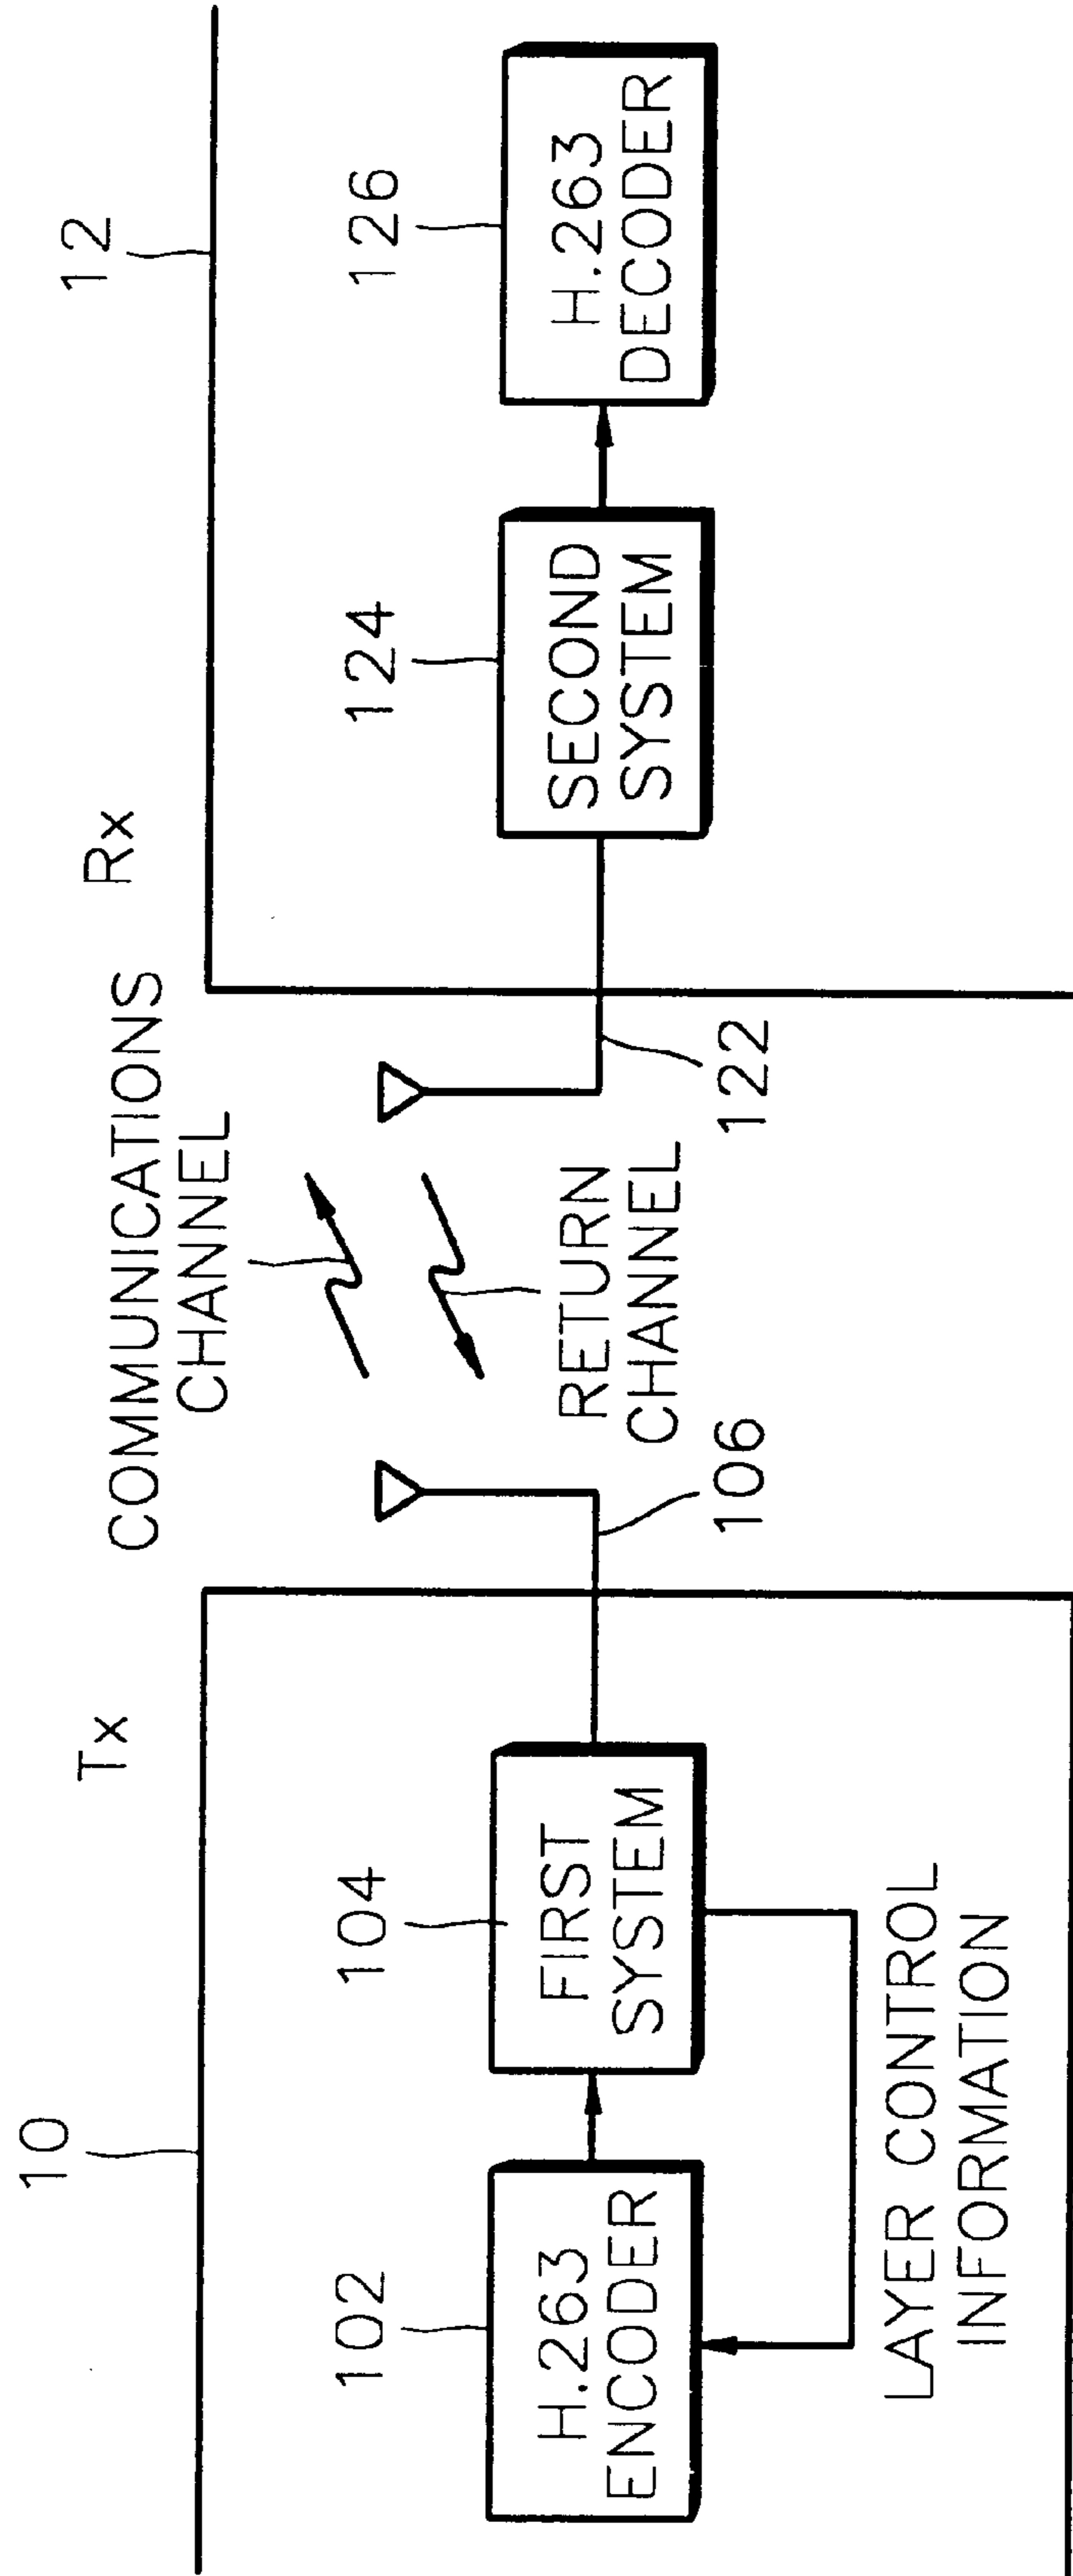 10
Tx
COMMUNICATIONS
CHANNEL
Rx
12
102
H.263
ENCODER
104
FIRST
SYSTEM
LAYER CONTROL
INFORMATION
106
RETURN
CHANNEL
122
124
SECOND
SYSTEM
126
H.263
DECODER